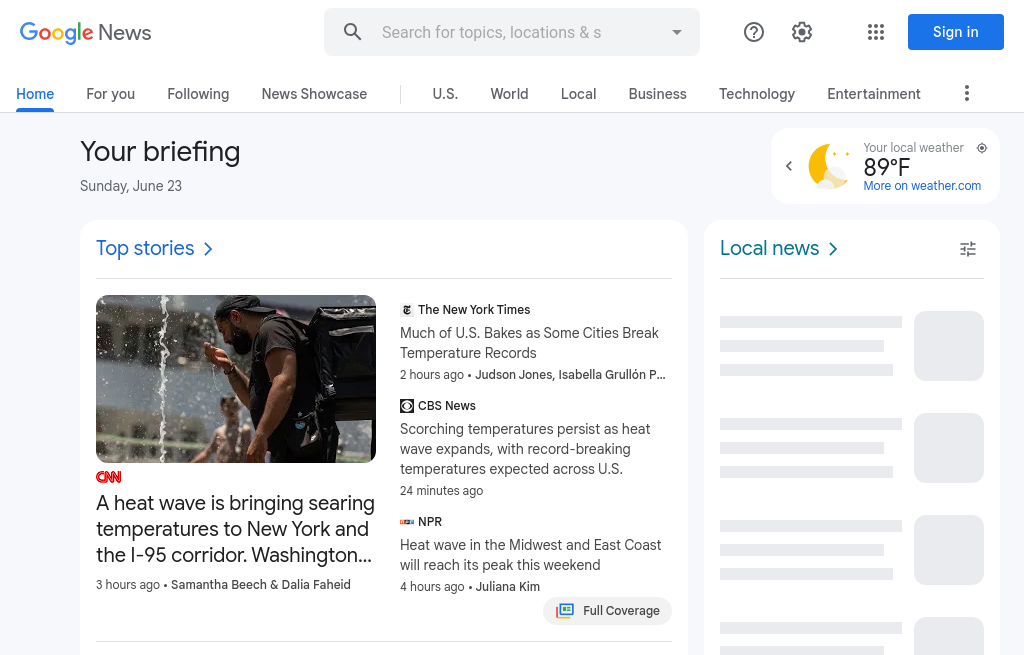 Google News
Search for topics, locations & s
Sign in
Home For you Following News Showcase U.S. World Local Business Technology Entertainment
Your briefing
Sunday, June 23
Your local weather
89°F
More on weather.com
Top stories
CNN
A heat wave is bringing searing
temperatures to New York and
the I-95 corridor. Washington...
3 hours ago • Samantha Beech & Dalia Faheid
The New York Times
Much of U.S. Bakes as Some Cities Break
Temperature Records
2 hours ago • Judson Jones, Isabella Grullón P...
CBS News
Scorching temperatures persist as heat
wave expands, with record-breaking
temperatures expected across U.S.
24 minutes ago
NPR
Heat wave in the Midwest and East Coast
will reach its peak this weekend
4 hours ago • Juliana Kim
Full Coverage
Local news